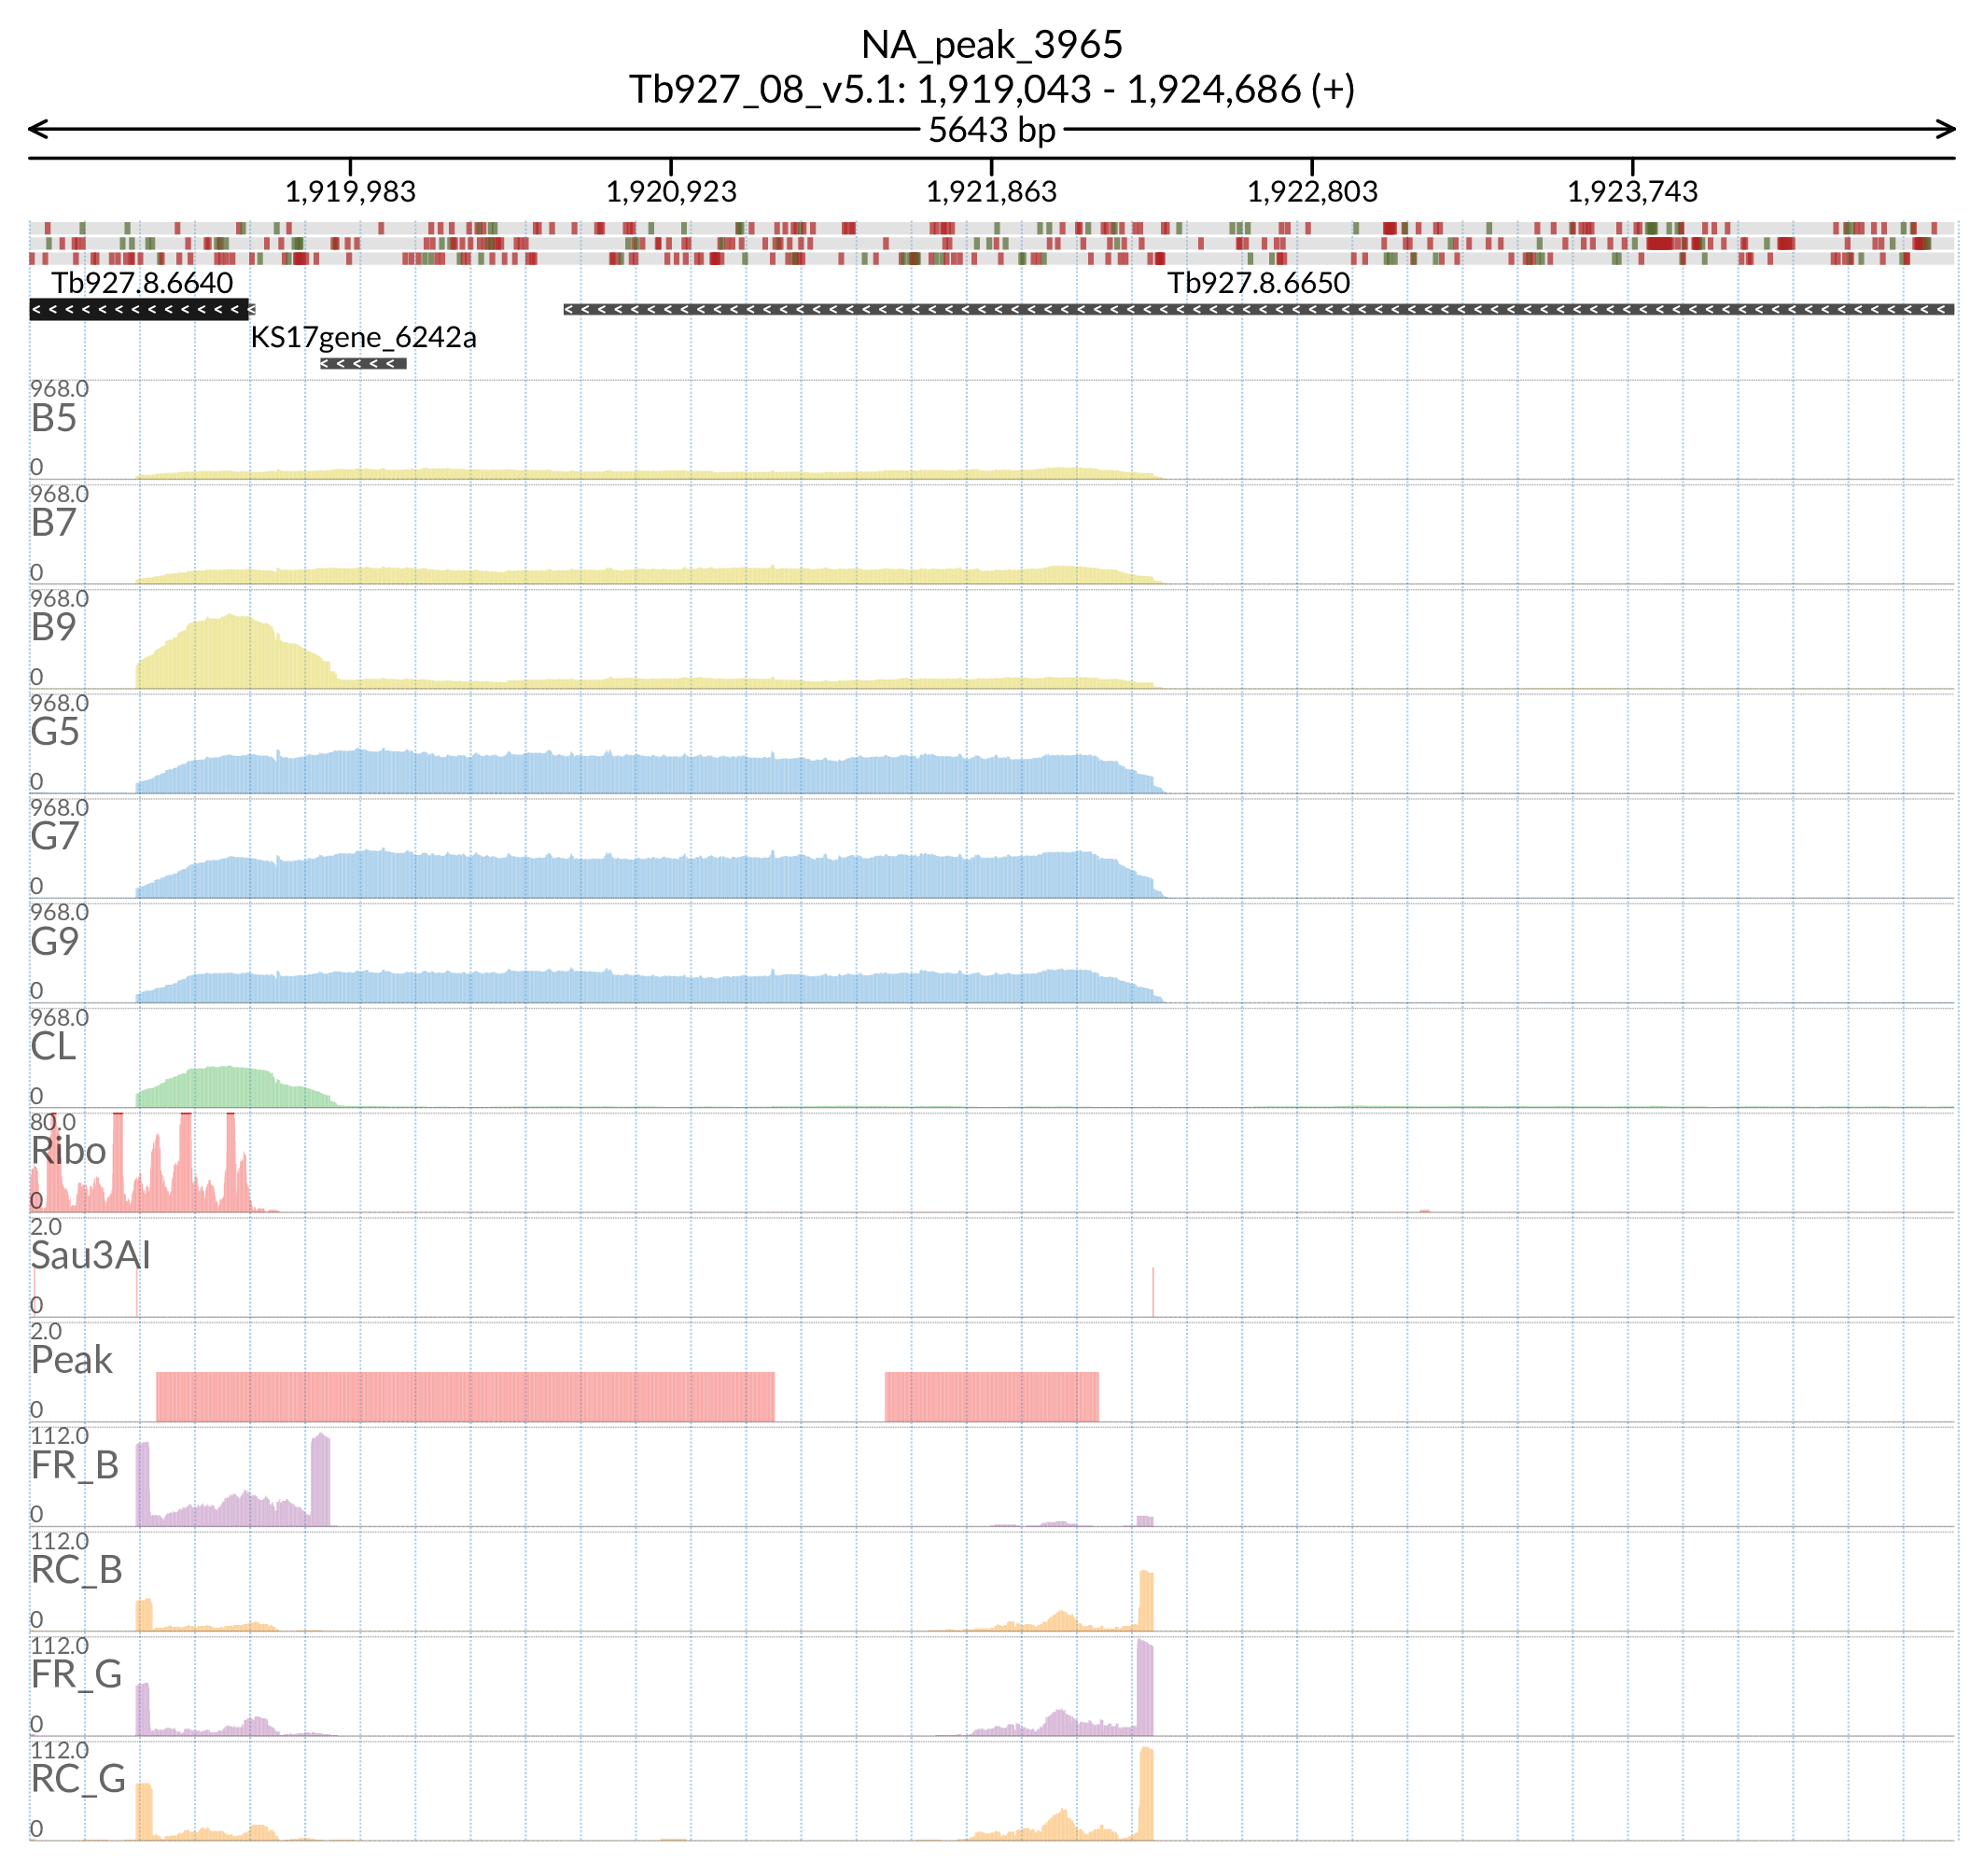 NA_peak_3965
Tb927_08_v5.1: 1,919,043 - 1,924,686 (+)
5643 bp
1,919,983 1,920,923 1,921,863 1,922,803 1,923,743
Tb927.8.6640 Tb927.8.6650
KS17gene_6242a
968.0
B5
0
968.0
B7
0
968.0
B9
0
968.0
G5
0
968.0
G7
0
968.0
G9
0
968.0
CL
0
80.0
Ribo
0
2.0
Sau3AI
0
2.0
Peak
0
112.0
FR_B
0
112.0
RC_B
0
112.0
FR_G
0
112.0
RC_G
0